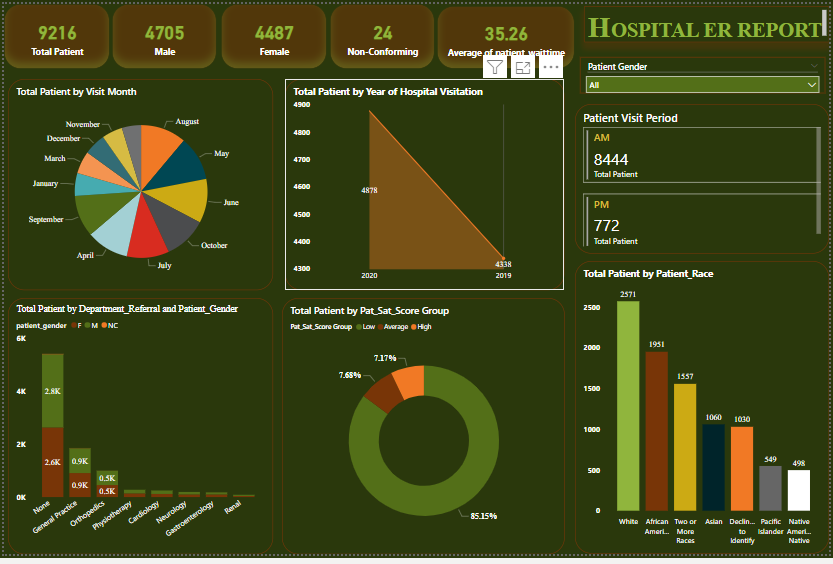 9216
Total Patient
4705
Male
4487
Female
24
Non-Conforming
35.26
Average of patient_waittime
HOSPITAL ER REPORT
Patient Gender
All
Patient Visit Period
AM
8444
Total Patient
PM
772
Total Patient
Total Patient by Visit Month
August
May
June
October
July
April
September
January
March
December
November
Total Patient by Year of Hospital Visitation
4900
4800
4700
4600
4500
4400
4300
4878
4338
2020
2019
Total Patient by Department_Referral and Patient_Gender
patient_gender F M NC
6K
4K
2K
0K
2.8K
2.6K
0.9K
0.9K
0.5K
0.5K
None
General Practice
Orthopedics
Physiotherapy
Cardiology
Neurology
Gastroenterology
Renal
Total Patient by Pat_Sat_Score Group
Pat_Sat_Score Group Low Average High
7.17%
7.68%
85.15%
Total Patient by Patient_Race
2500
2000
1500
1000
500
0
2571
1951
1557
1060
1030
549
498
White
African Ameri...
Two or More Races
Asian
Declin... to Identify
Pacific Islander
Native Ameri... Native